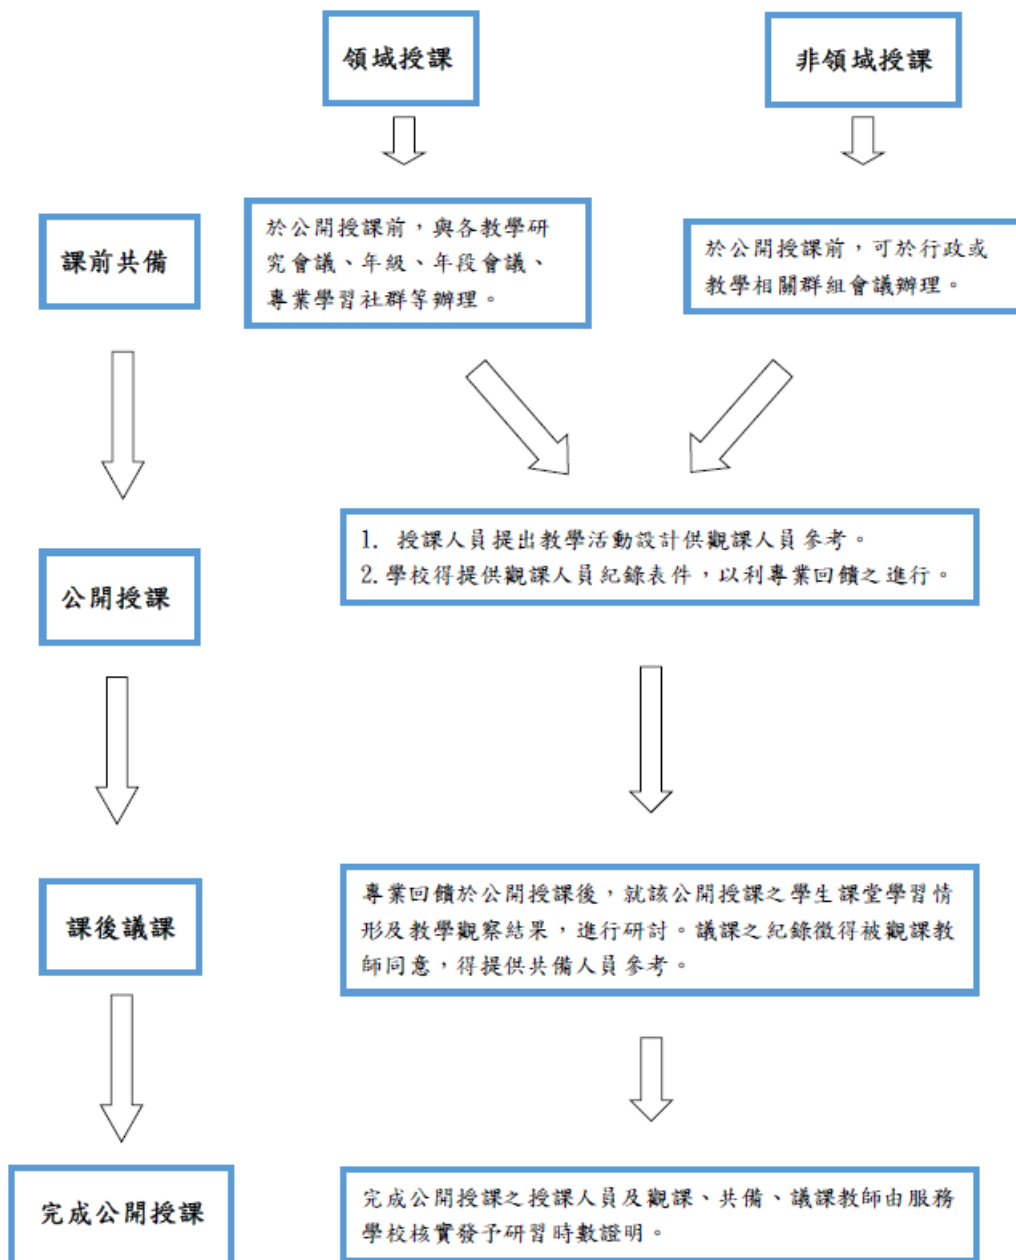 領域授課
非領域授課
課前共備
於公開授課前，與各教學研
究會議、年級、年段會議、
專業學習社群等辦理。
於公開授課前，可於行政或
教學相關群組會議辦理。
公開授課
1. 授課人員提出教學活動設計供觀課人員參考。
2.學校得提供觀課人員紀錄表件，以利專業回饋之進行。
課後議課
專業回饋於公開授課後，就該公開授課之學生課堂學習情
形及教學觀察結果，進行研討。議課之紀錄徵得被觀課教
師同意，得提供共備人員參考。
完成公開授課
完成公開授課之授課人員及觀課、共備、議課教師由服務
學校核實發予研習時數證明。